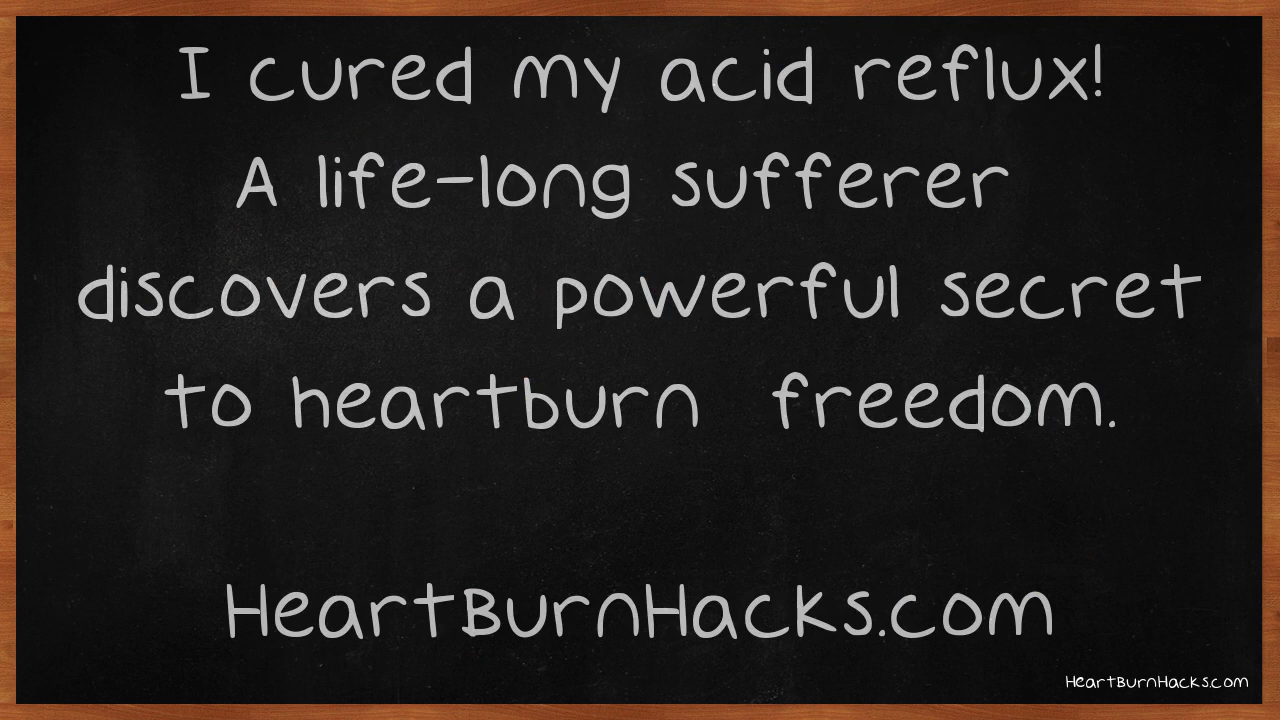 I cured my acid reflux!
A life-long sufferer
discovers a powerful secret
to heartburn  freedom.
HeartBurnHacks.com
HeartBurnHacks.com